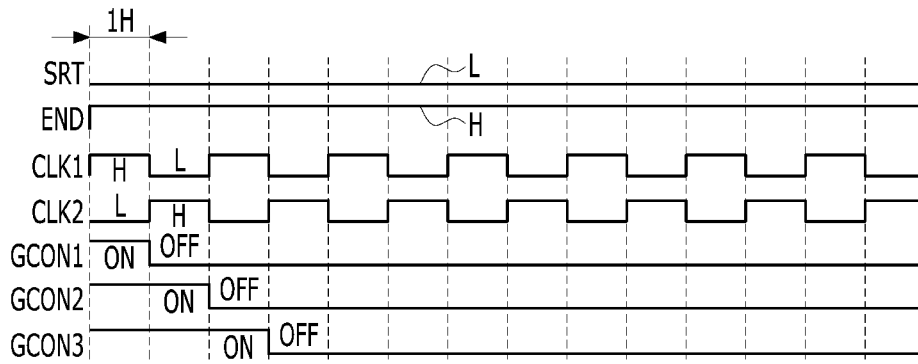 1H
SRT L
END H
CLK1 H L
CLK2 L H
GCON1 ON OFF
GCON2 ON OFF
GCON3 ON OFF